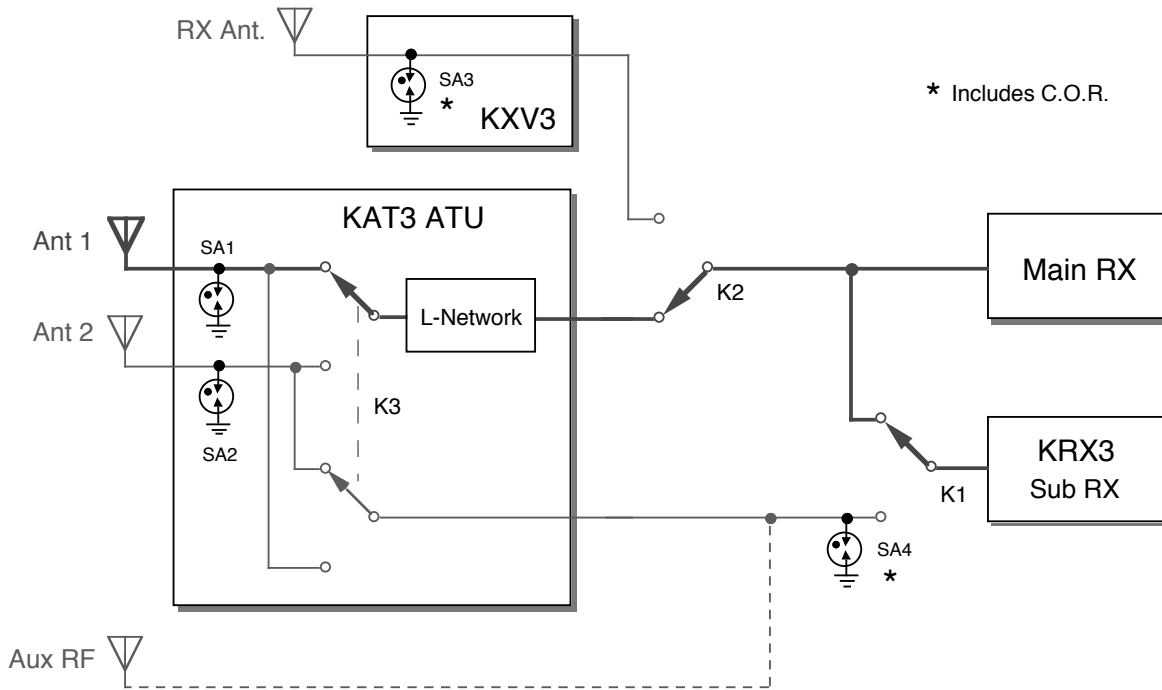 RX Ant.
SA3
*
KXV3
* Includes C.O.R.
KAT3 ATU
Ant 1
SA1
L-Network
K2
Main RX
Ant 2
SA2
K3
KRX3
Sub RX
K1
SA4
*
Aux RF